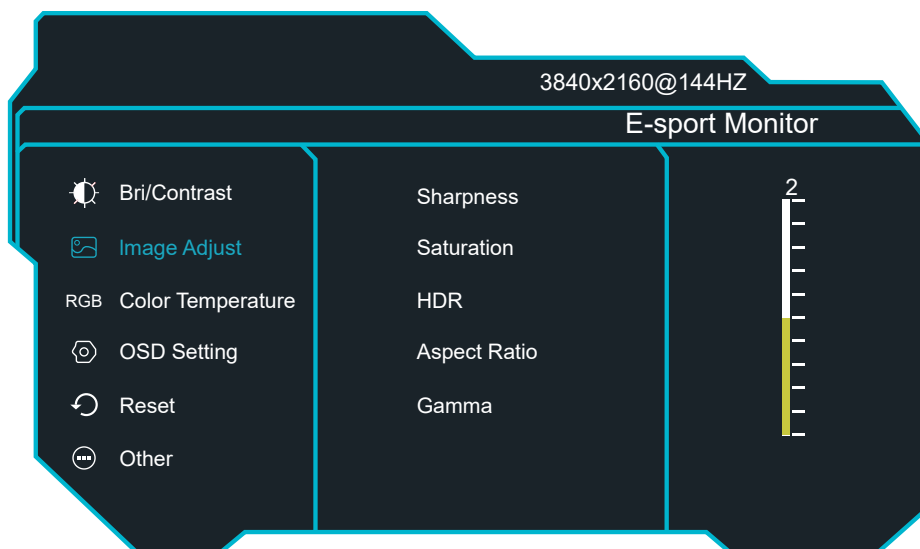 3840x2160@144HZ
E-sport Monitor
Bri/Contrast
Image Adjust
RGB Color Temperature
OSD Setting
Reset
Other
Sharpness
Saturation
HDR
Aspect Ratio
Gamma
2